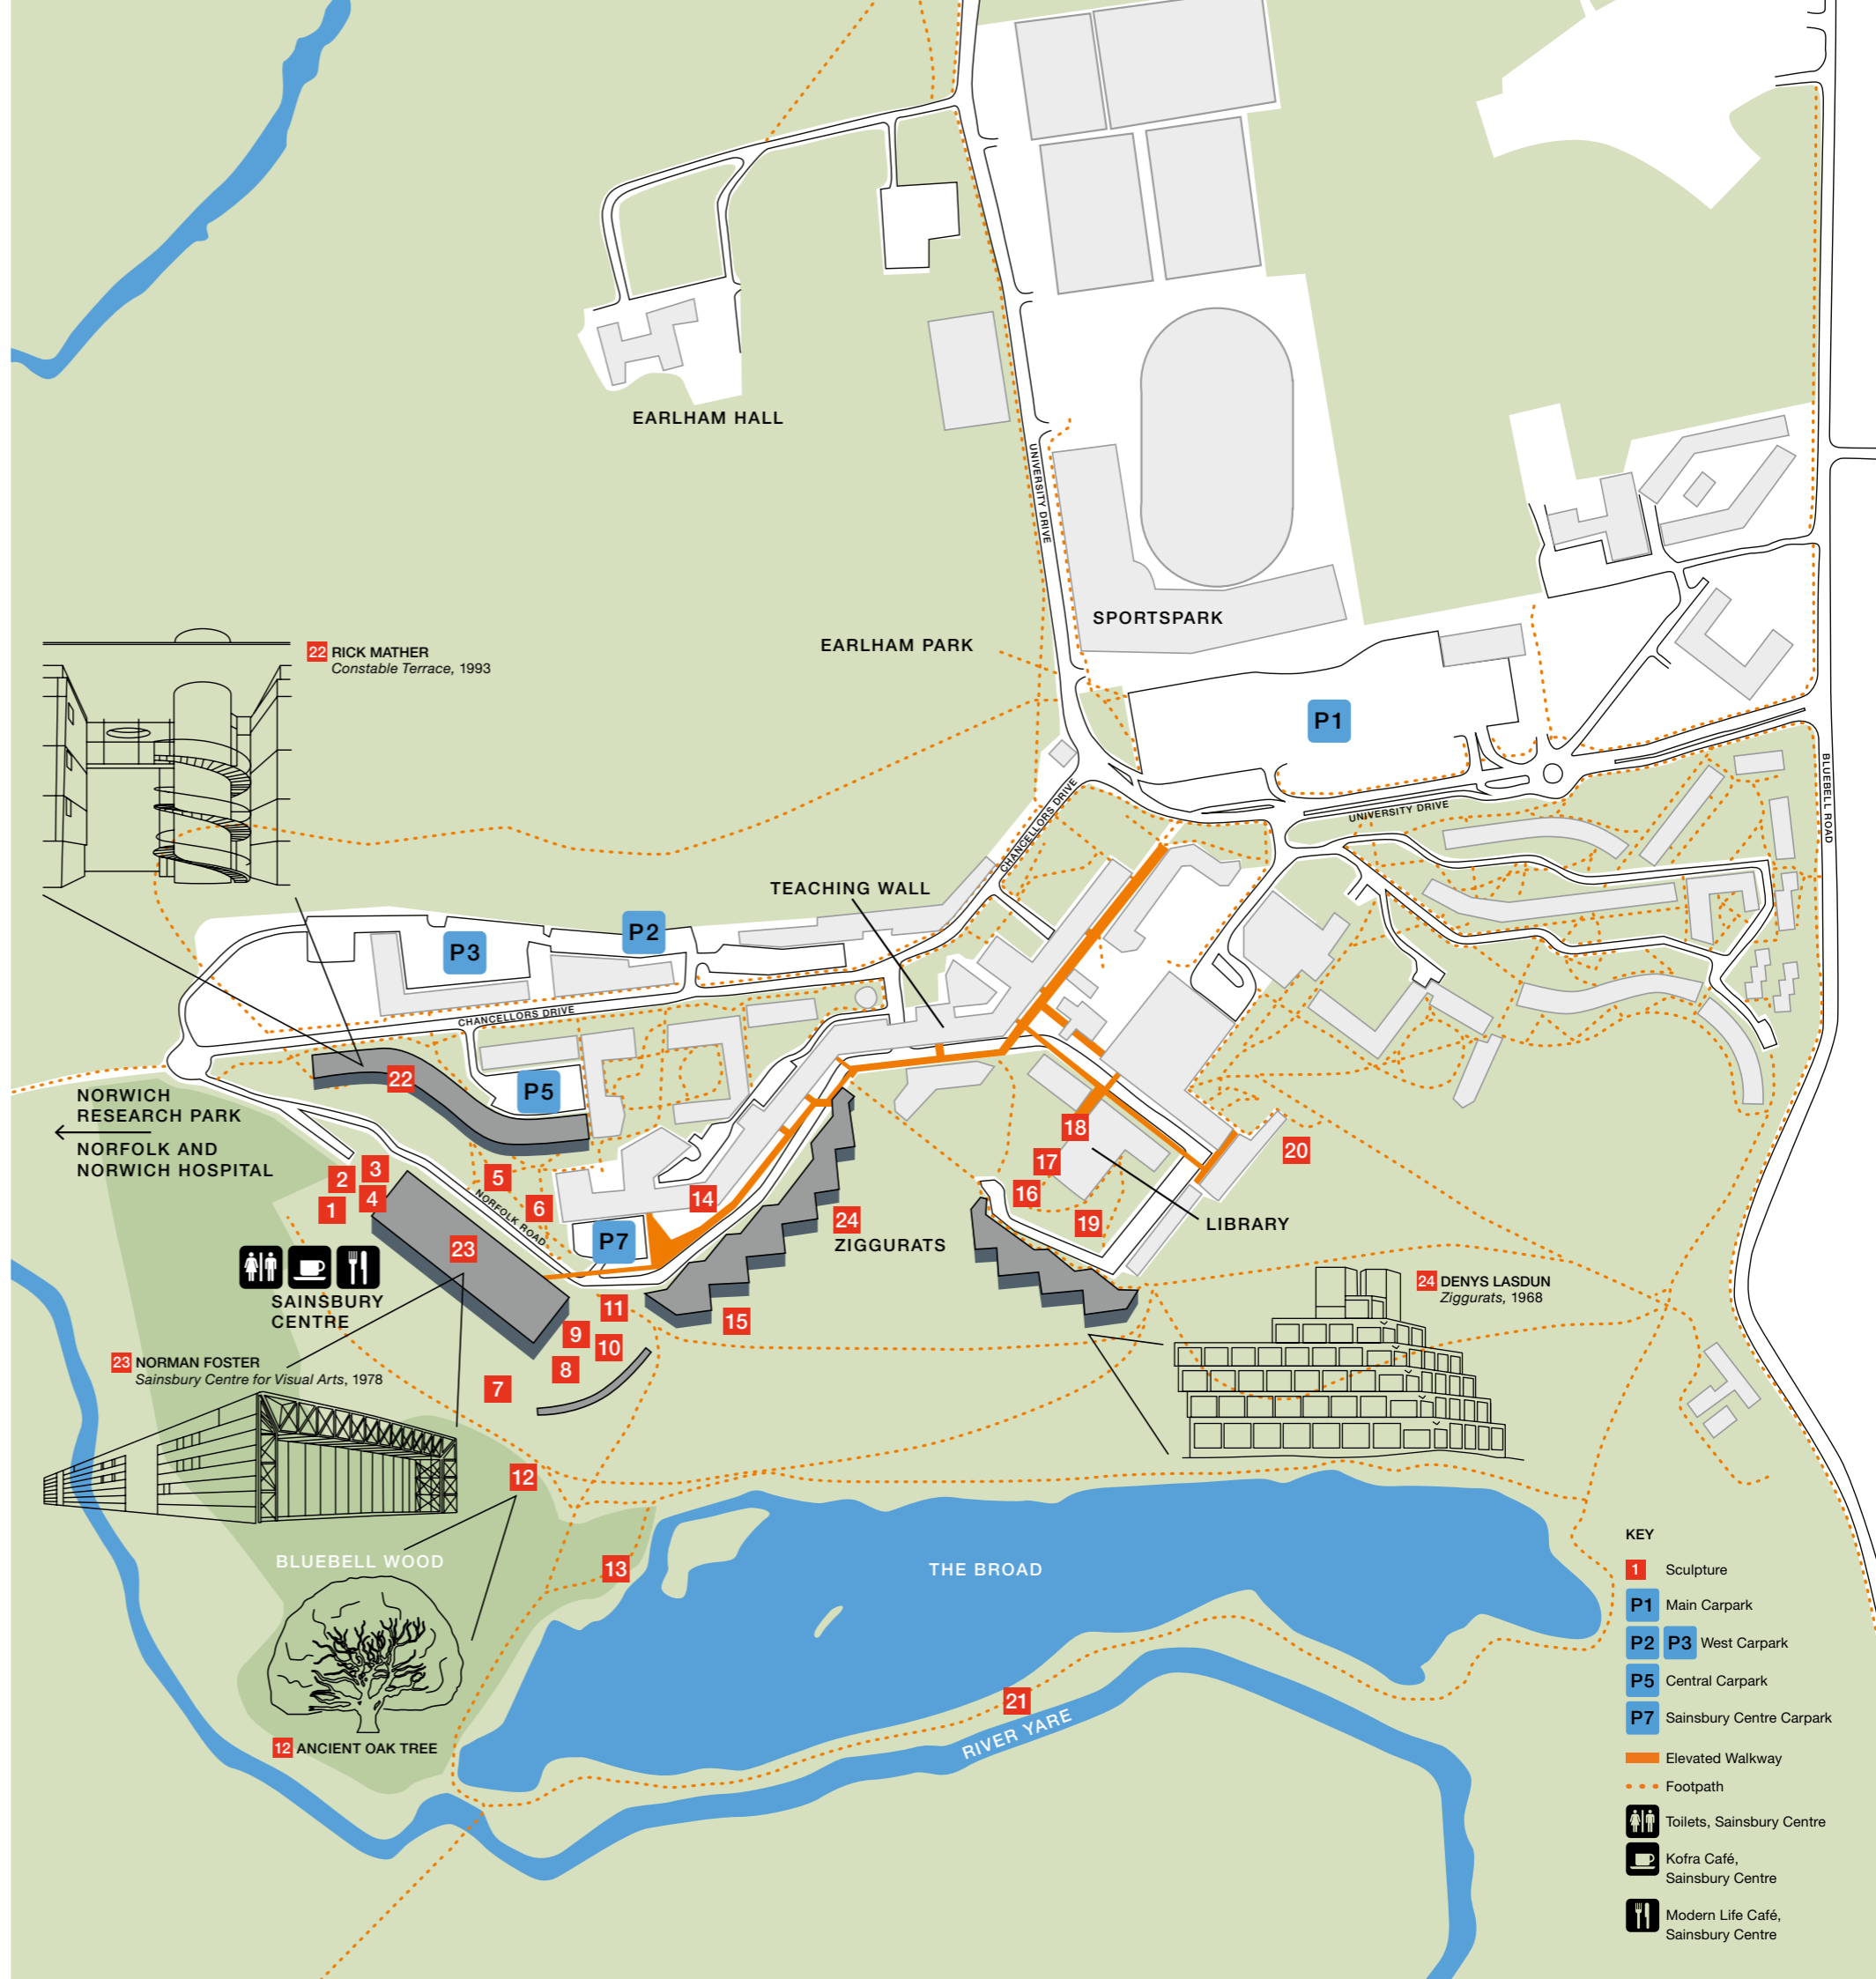 EARLHAM HALL
UNIVERSITY DRIVE
SPORTSPARK
EARLHAM PARK
22 RICK MATHER
Constable Terrace, 1993
P1
BLUEBELL ROAD
UNIVERSITY DRIVE
CHANCELLORS DRIVE
TEACHING WALL
P2
P3
CHANCELLORS DRIVE
22
P5
NORWICH
RESEARCH PARK
NORFOLK AND
NORWICH HOSPITAL
18
20
17
16
19
LIBRARY
3
2
4
1
5
6
NORFOLK ROAD
14
24
ZIGGURATS
P7
23
SAINSBURY
CENTRE
11
9
10
15
8
7
24 DENYS LASDUN
Ziggurats, 1968
23 NORMAN FOSTER
Sainsbury Centre for Visual Arts, 1978
12
BLUEBELL WOOD
13
THE BROAD
21
RIVER YARE
12 ANCIENT OAK TREE
KEY
1 Sculpture
P1 Main Carpark
P2 P3 West Carpark
P5 Central Carpark
P7 Sainsbury Centre Carpark
Elevated Walkway
Footpath
Toilets, Sainsbury Centre
Kofra Café,
Sainsbury Centre
Modern Life Café,
Sainsbury Centre